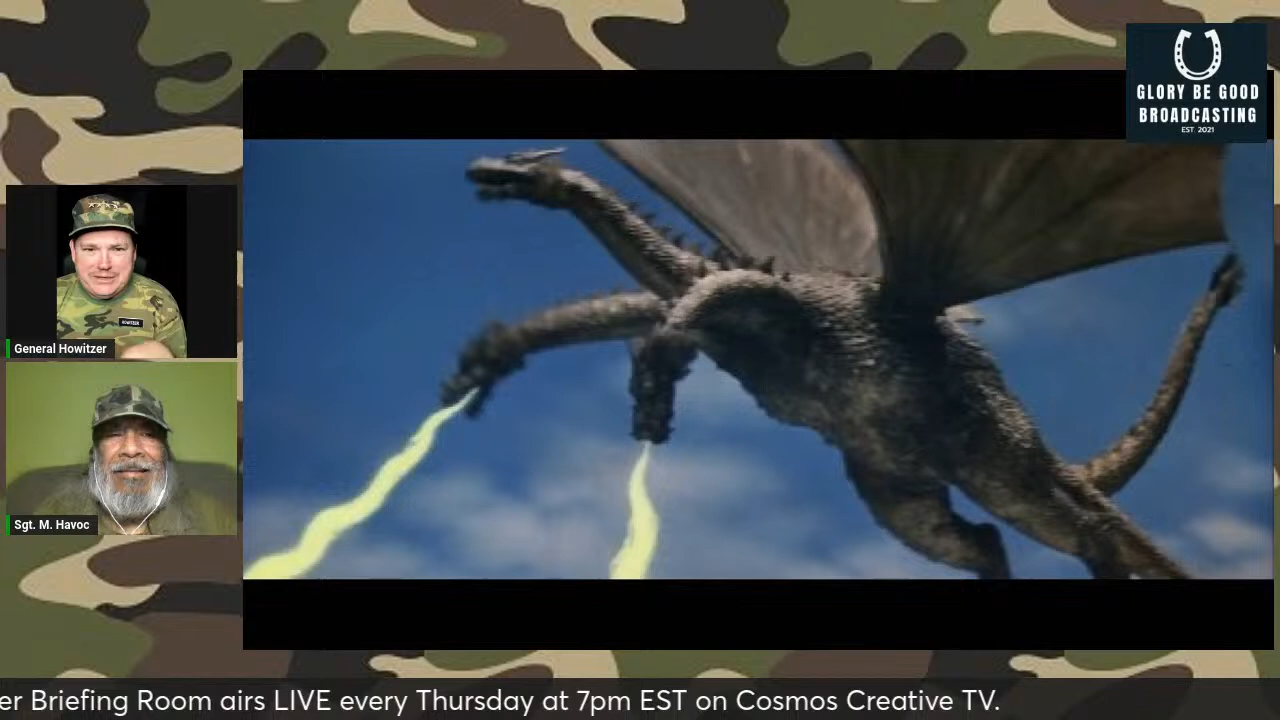 GLORY BE GOOD
BROADCASTING
EST. 2021
HOWITZER
General Howitzer
Sgt. M. Havoc
er Briefing Room airs LIVE every Thursday at 7pm EST on Cosmos Creative TV.